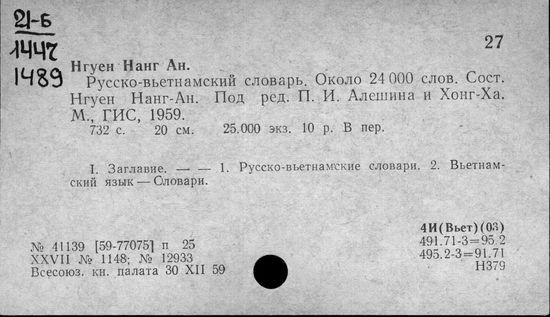 21-Б
1447
1489
27
Нгуен Нанг Ан.
Русско-вьетнамский словарь. Около 24 000 слов. Сост.
Нгуен Нанг-Ан. Под ред. П. И. Алешина и Хонг-Ха.
М., ГИС, 1959.
732 с. 20 см. 25.000 экз. 10 р. В пер.
I. Заглавие. — — 1. Русско-вьетнамские словари. 2. Вьетнам-
ский язык — Словари.
№ 41139 [59-77075] п 25
XXVII № 1148; № 12933
Всесоюз. кн. палата 30 XII 59
4И(Вьет)(03)
491.71-3=95.2
495.2-3=91.71
Н379